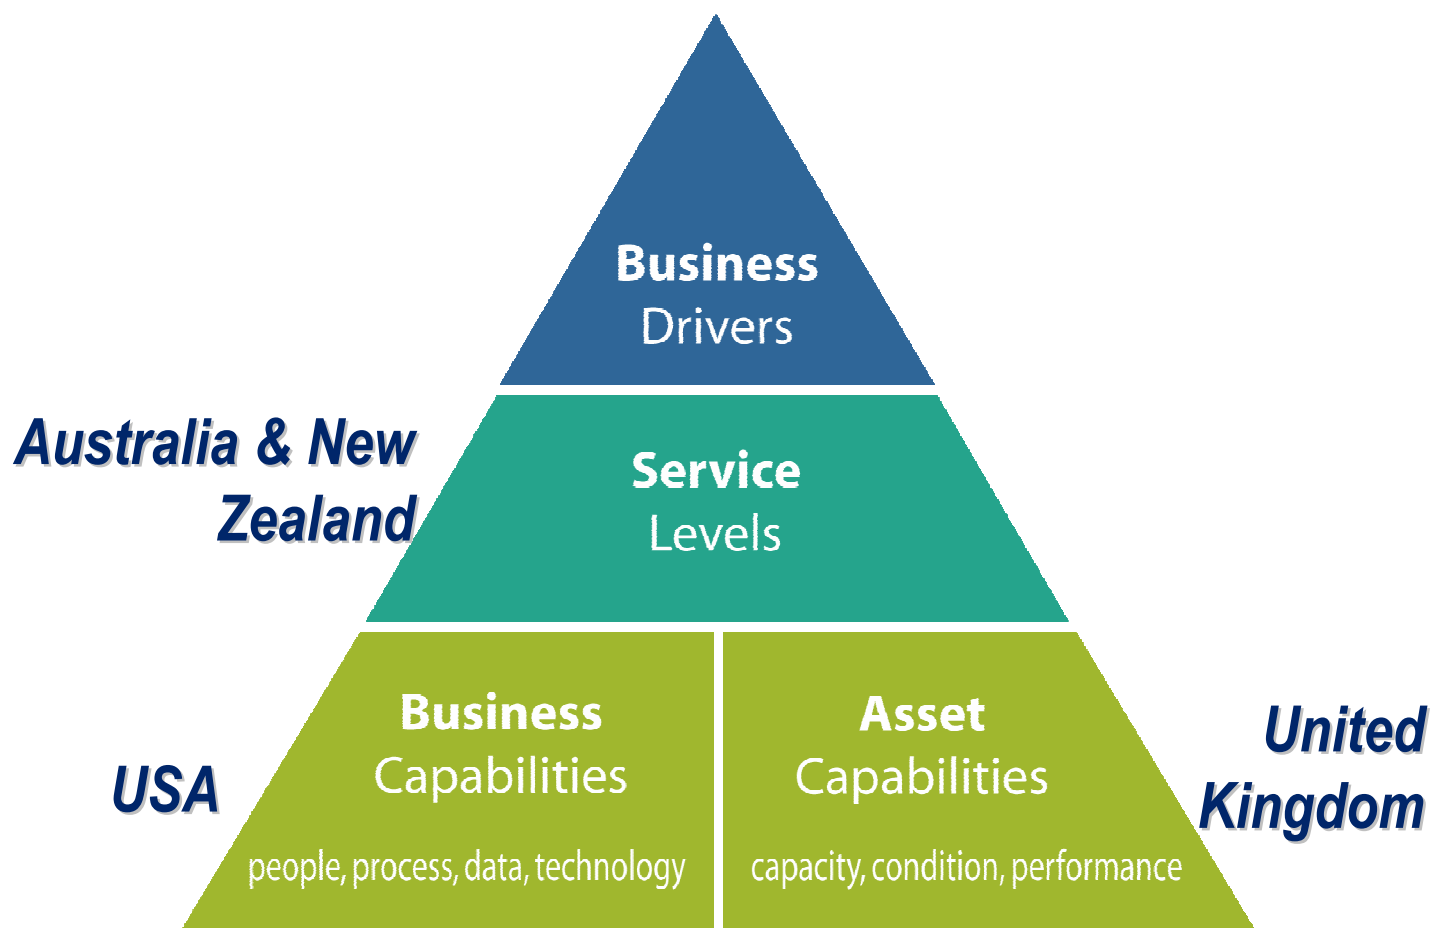 Business
Drivers
Australia & New
Zealand
Service
Levels
USA
Business
Capabilities
people, process, data, technology
Asset
Capabilities
capacity, condition, performance
United
Kingdom